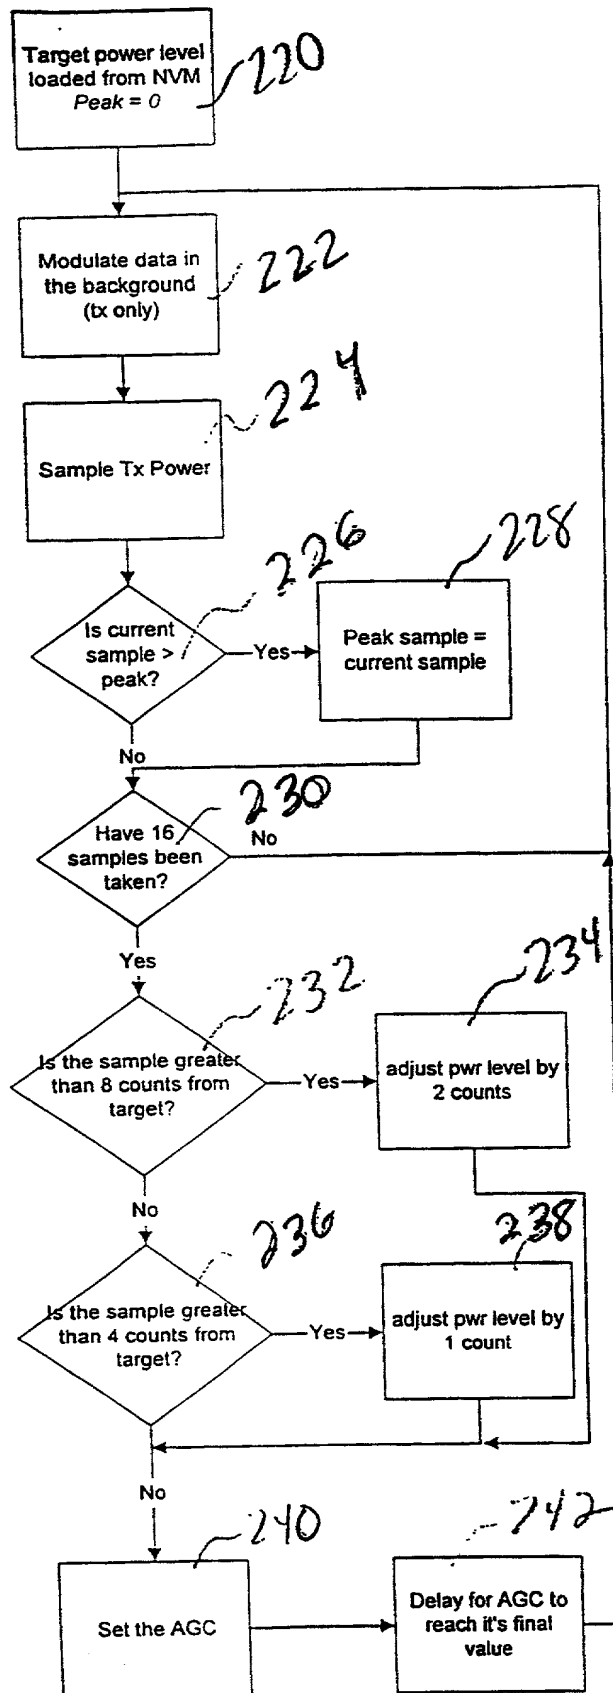 Target power level
loaded from NVM
Peak = 0
220
Modulate data in
the background
(tx only)
222
Sample Tx Power
224
Is current
sample >
peak?
226
Yes
Peak sample =
current sample
228
No
Have 16
samples been
taken?
230
No
Yes
Is the sample greater
than 8 counts from
target?
232
Yes
adjust pwr level by
2 counts
234
No
Is the sample greater
than 4 counts from
target?
236
Yes
adjust pwr level by
1 count
238
No
Set the AGC
240
Delay for AGC to
reach it's final
value
242